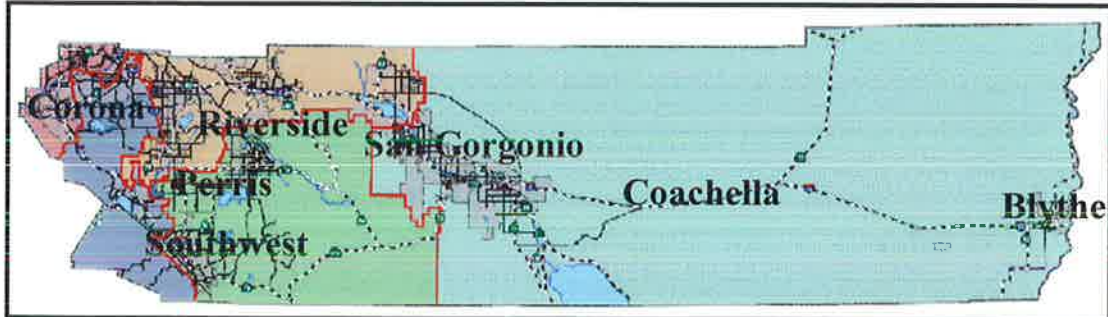 Corona
Riverside
San Gorgonio
Perris
Coachella
Blythe
Southwest